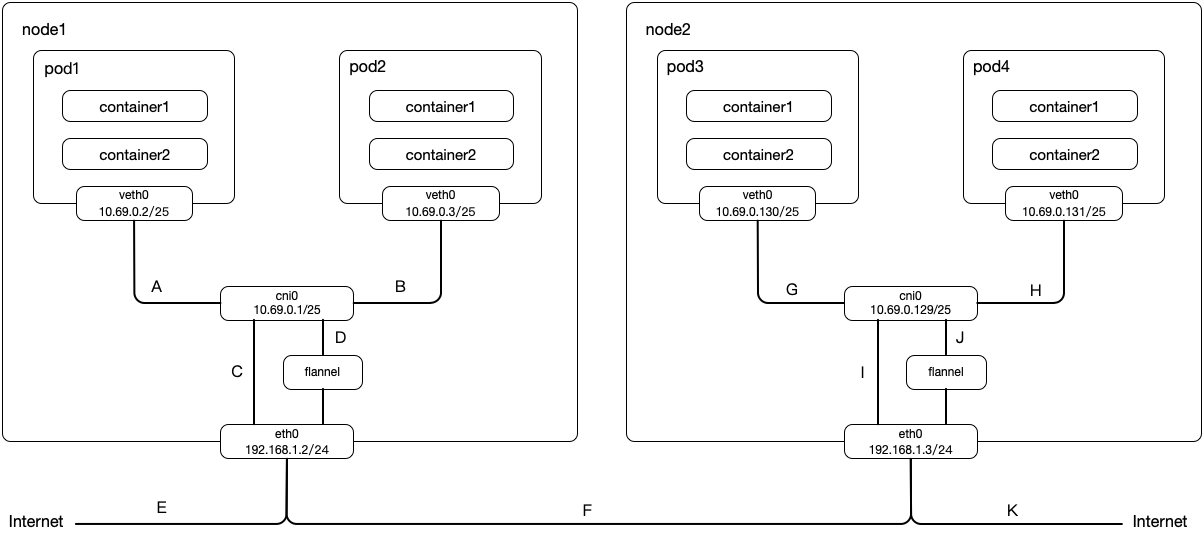 node1
pod1
container1
container2
veth0
10.69.0.2/25
pod2
container1
container2
veth0
10.69.0.3/25
A
B
cni0
10.69.0.1/25
C
D
flannel
eth0
192.168.1.2/24
node2
pod3
container1
container2
veth0
10.69.0.130/25
pod4
container1
container2
veth0
10.69.0.131/25
G
H
cni0
10.69.0.129/25
I
J
flannel
eth0
192.168.1.3/24
Internet
E
F
K
Internet